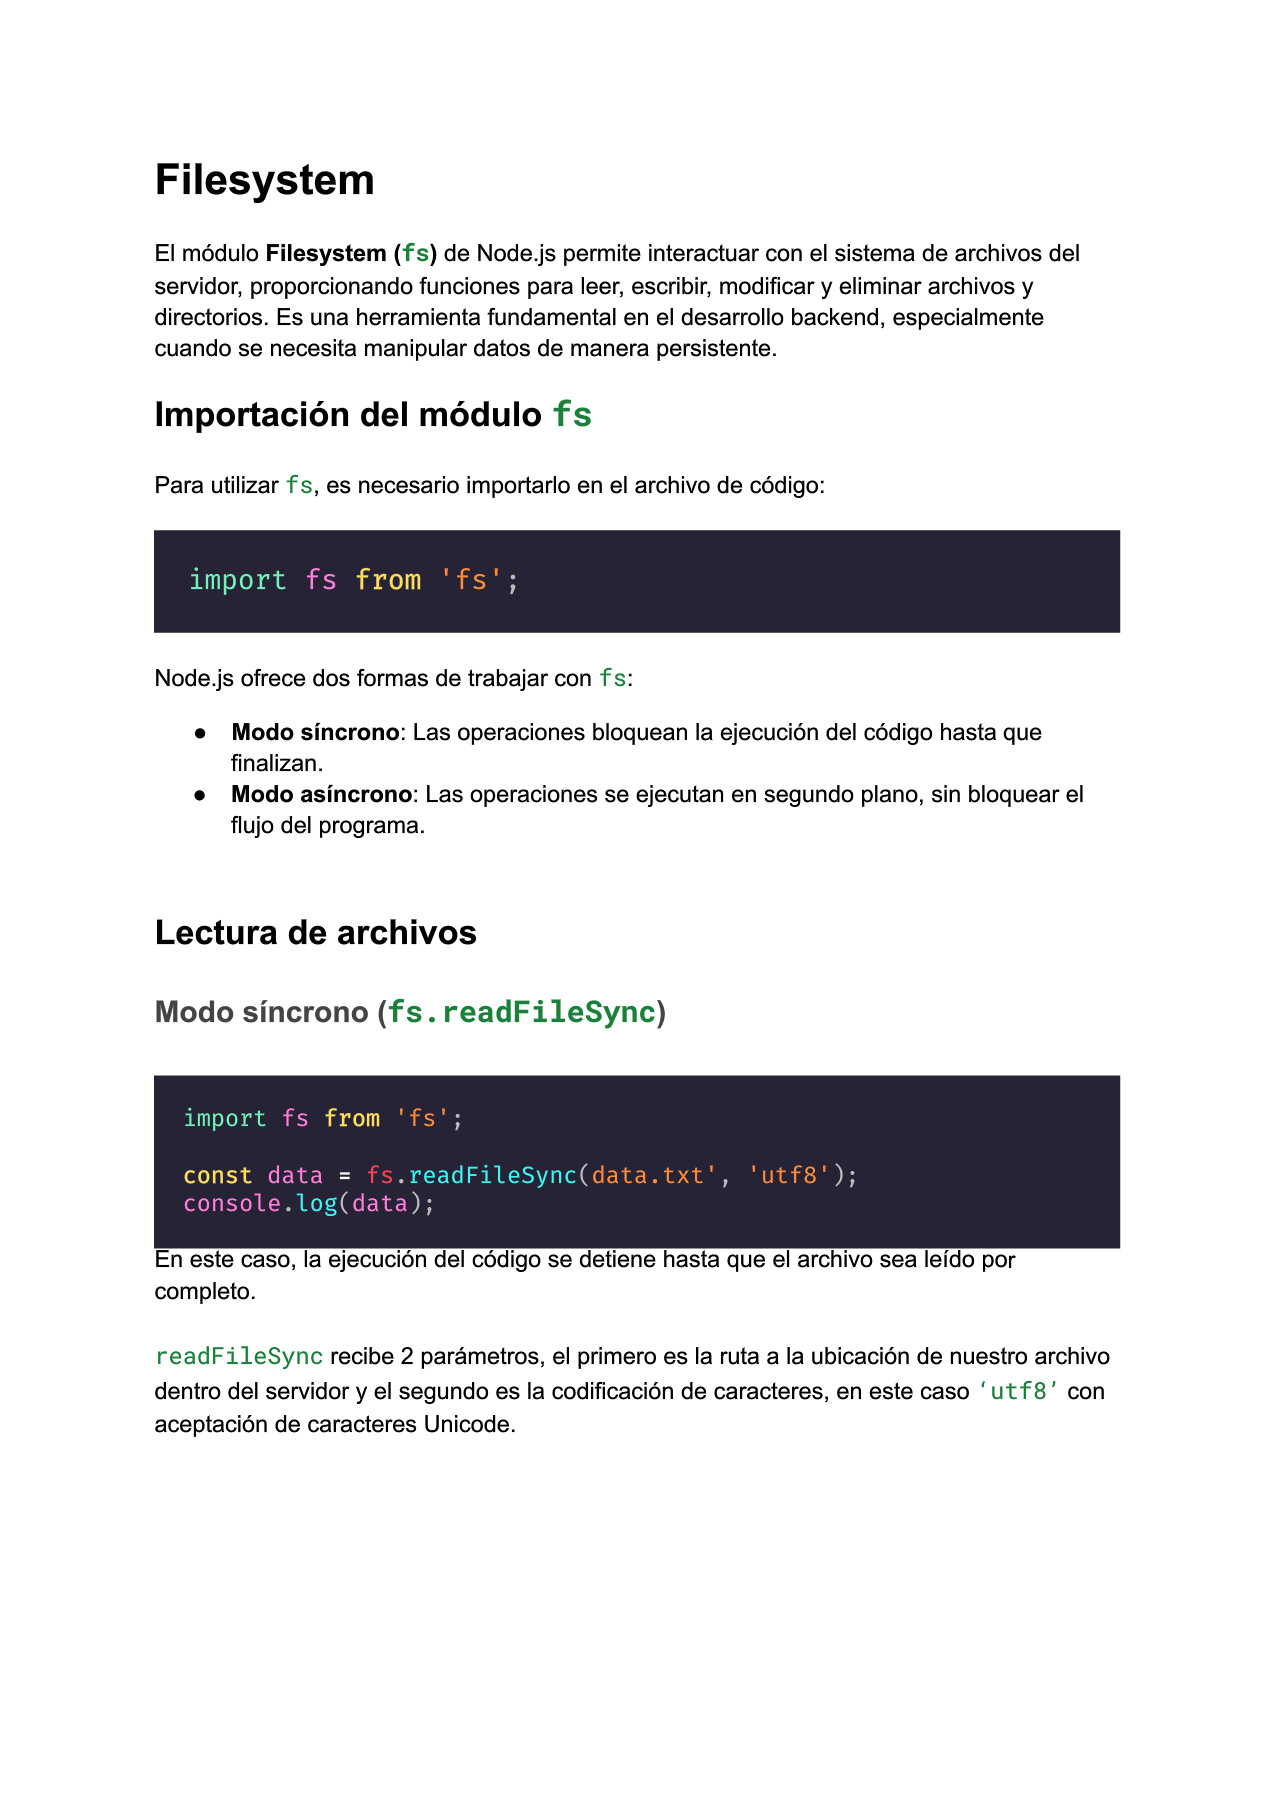 Filesystem
El módulo Filesystem (fs) de Node.js permite interactuar con el sistema de archivos del
servidor, proporcionando funciones para leer, escribir, modificar y eliminar archivos y
directorios. Es una herramienta fundamental en el desarrollo backend, especialmente
cuando se necesita manipular datos de manera persistente.
Importación del módulo fs
Para utilizar fs, es necesario importarlo en el archivo de código:
import fs from 'fs';
Node.js ofrece dos formas de trabajar con fs:
● Modo síncrono: Las operaciones bloquean la ejecución del código hasta que
finalizan.
● Modo asíncrono: Las operaciones se ejecutan en segundo plano, sin bloquear el
flujo del programa.
Lectura de archivos
Modo síncrono (fs.readFileSync)
import fs from 'fs';
const data = fs.readFileSync(data.txt', 'utf8');
console.log(data);
En este caso, la ejecución del código se detiene hasta que el archivo sea leído por
completo.
readFileSync recibe 2 parámetros, el primero es la ruta a la ubicación de nuestro archivo
dentro del servidor y el segundo es la codificación de caracteres, en este caso ‘utf8’ con
aceptación de caracteres Unicode.